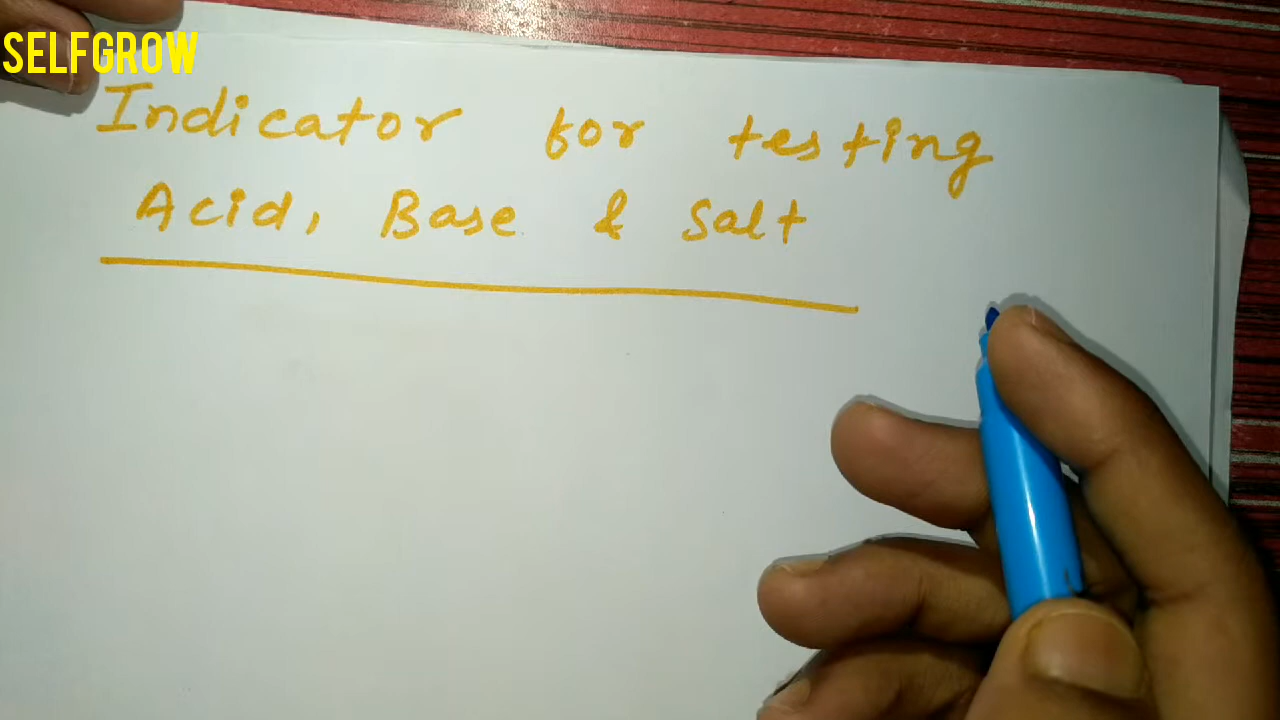 SELFGROW
Indicator for testing
Acid, Base & Salt